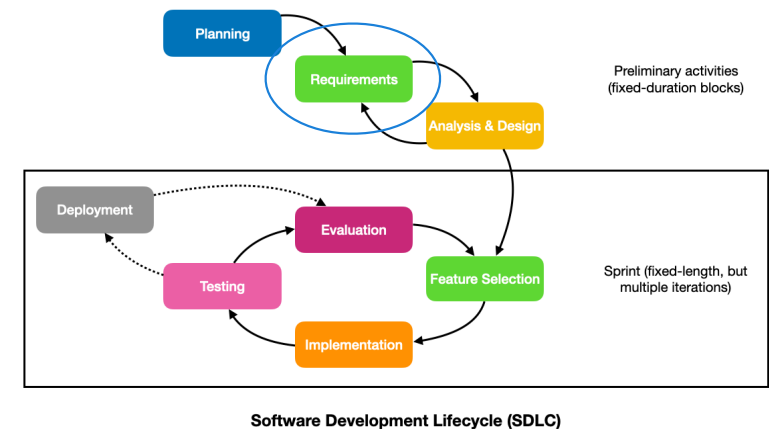 Planning
Requirements
Preliminary activities
(fixed-duration blocks)
Analysis & Design
Deployment
Evaluation
Feature Selection
Sprint (fixed-length, but
multiple iterations)
Testing
Implementation
Software Development Lifecycle (SDLC)